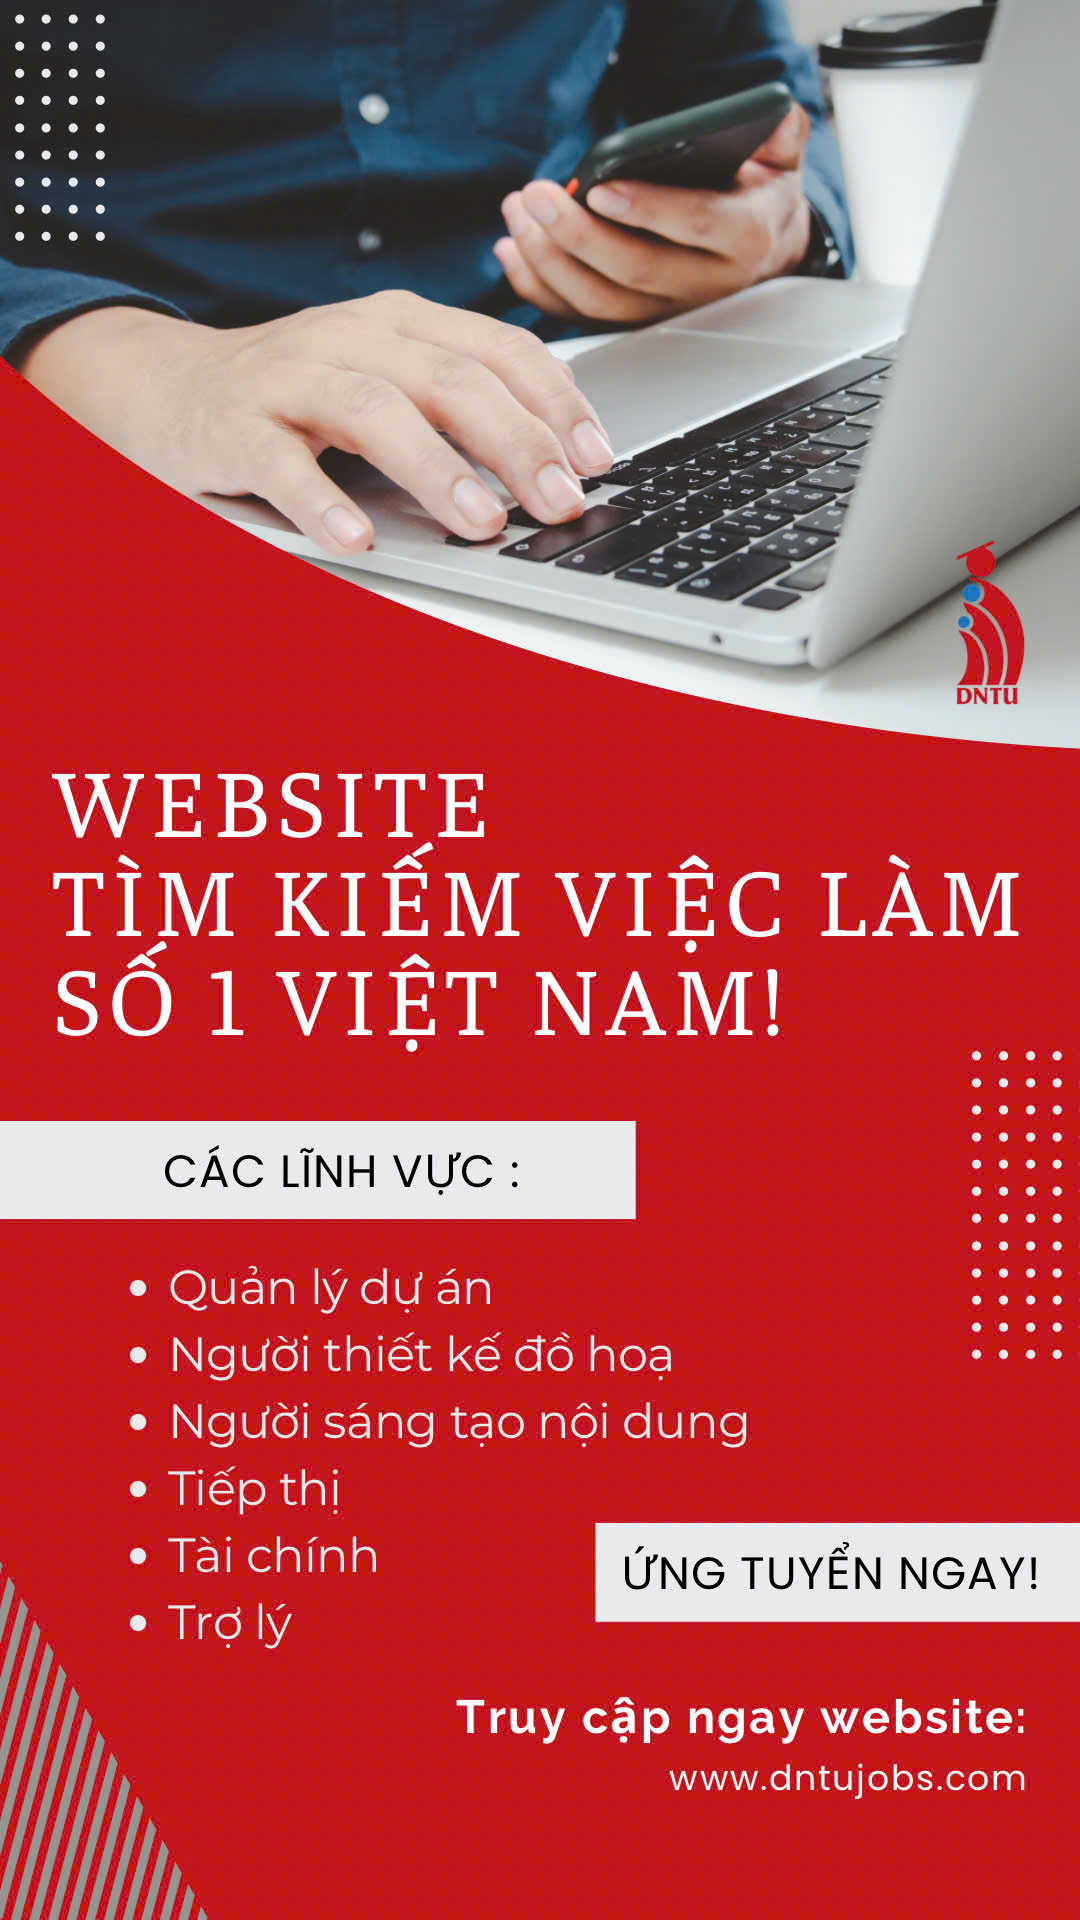 DNTU
WEBSITE
TÌM KIẾM VIỆC LÀM
SỐ 1 VIỆT NAM!
CÁC LĨNH VỰC :
• Quản lý dự án
• Người thiết kế đồ hoạ
• Người sáng tạo nội dung
• Tiếp thị
• Tài chính
• Trợ lý
ỨNG TUYỂN NGAY!
Truy cập ngay website:
www.dntujobs.com